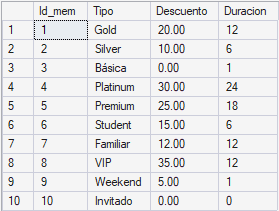 Id_mem Tipo Descuento Duracion
1 1 Gold 20.00 12
2 2 Silver 10.00 6
3 3 Básica 0.00 1
4 4 Platinum 30.00 24
5 5 Premium 25.00 18
6 6 Student 15.00 6
7 7 Familiar 12.00 12
8 8 VIP 35.00 12
9 9 Weekend 5.00 1
10 10 Invitado 0.00 0